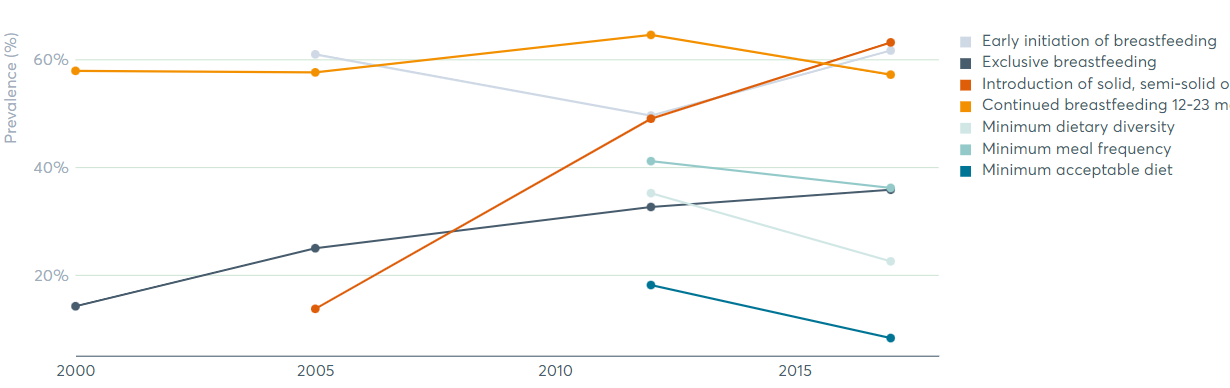 Prevalence (%)
60%
40%
20%
2000
2005
2010
2015
Early initiation of breastfeeding
Exclusive breastfeeding
Introduction of solid, semi-solid o
Continued breastfeeding 12-23 m
Minimum dietary diversity
Minimum meal frequency
Minimum acceptable diet